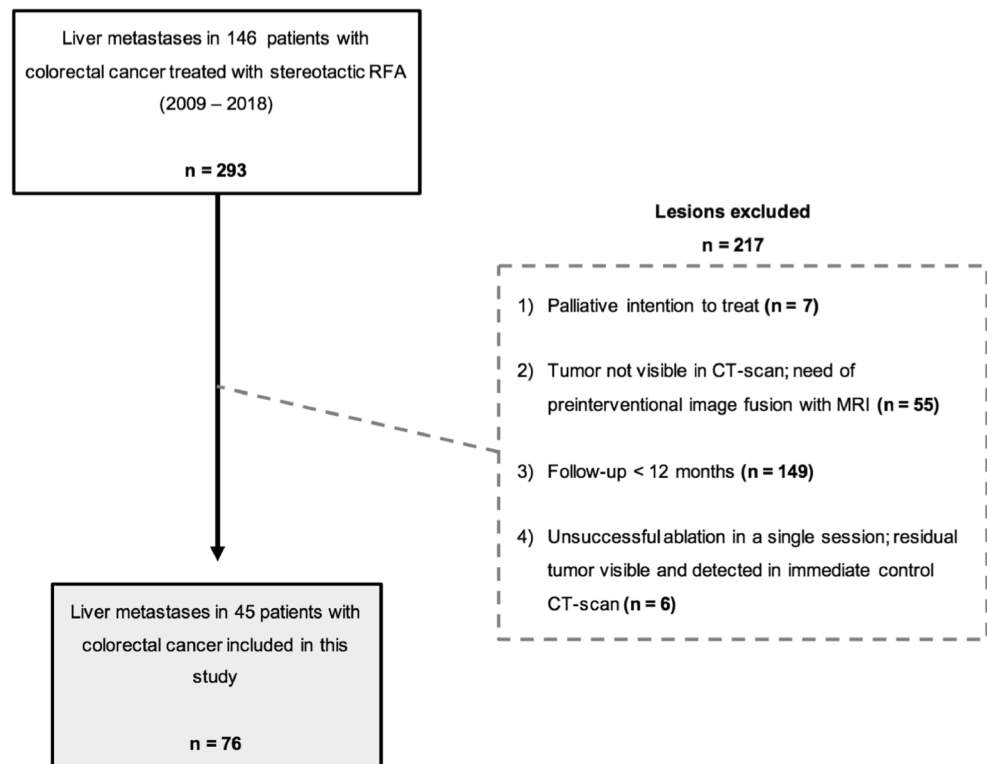 Liver metastases in 146 patients with
colorectal cancer treated with stereotactic RFA
(2009 – 2018)
n = 293
Lesions excluded
n = 217
1) Palliative intention to treat (n = 7)
2) Tumor not visible in CT-scan; need of
preinterventional image fusion with MRI (n = 55)
3) Follow-up < 12 months (n = 149)
4) Unsuccessful ablation in a single session; residual
tumor visible and detected in immediate control
CT-scan (n = 6)
Liver metastases in 45 patients with
colorectal cancer included in this
study
n = 76